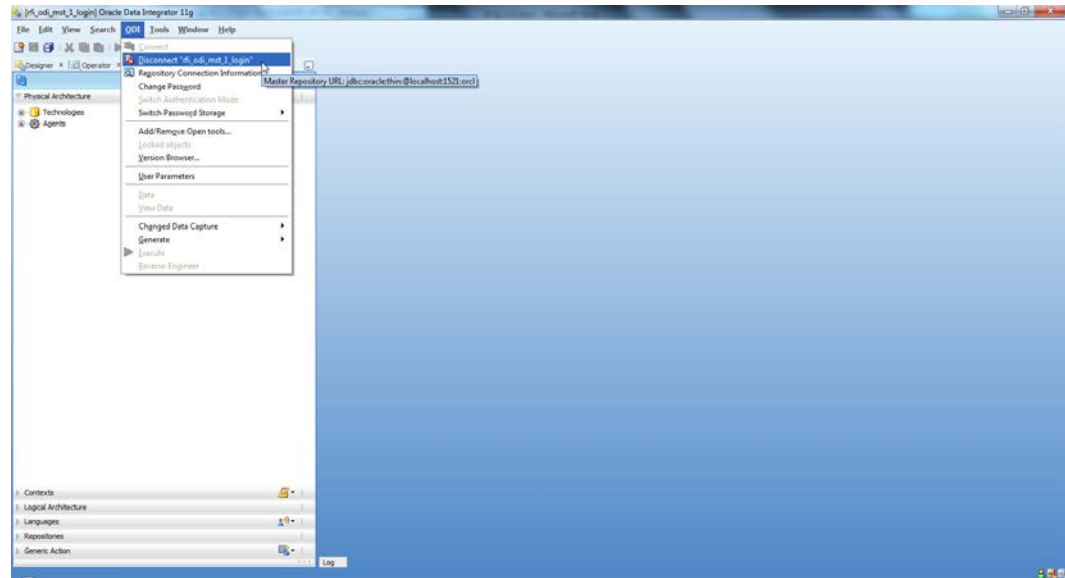 [rfi_odi_mst_1_login] Oracle Data Integrator 11g
File Edit View Search ODI Tools Window Help
Designer × Operator ×
Connect
Disconnect "rfi_odi_mst_1_login"
Repository Connection Information
Master Repository URL: jdbc:oracle:thin:@localhost:1521:orcl
Change Password
Switch Authentication Mode
Switch Password Storage
Add/Remove Open tools...
Locked objects
Version Browser...
User Parameters
Data
View Data
Changed Data Capture
Generate
Execute
Reverse Engineer
Physical Architecture
Technologies
Agents
Contexts
Logical Architecture
Languages
Repositories
Generic Action
Log